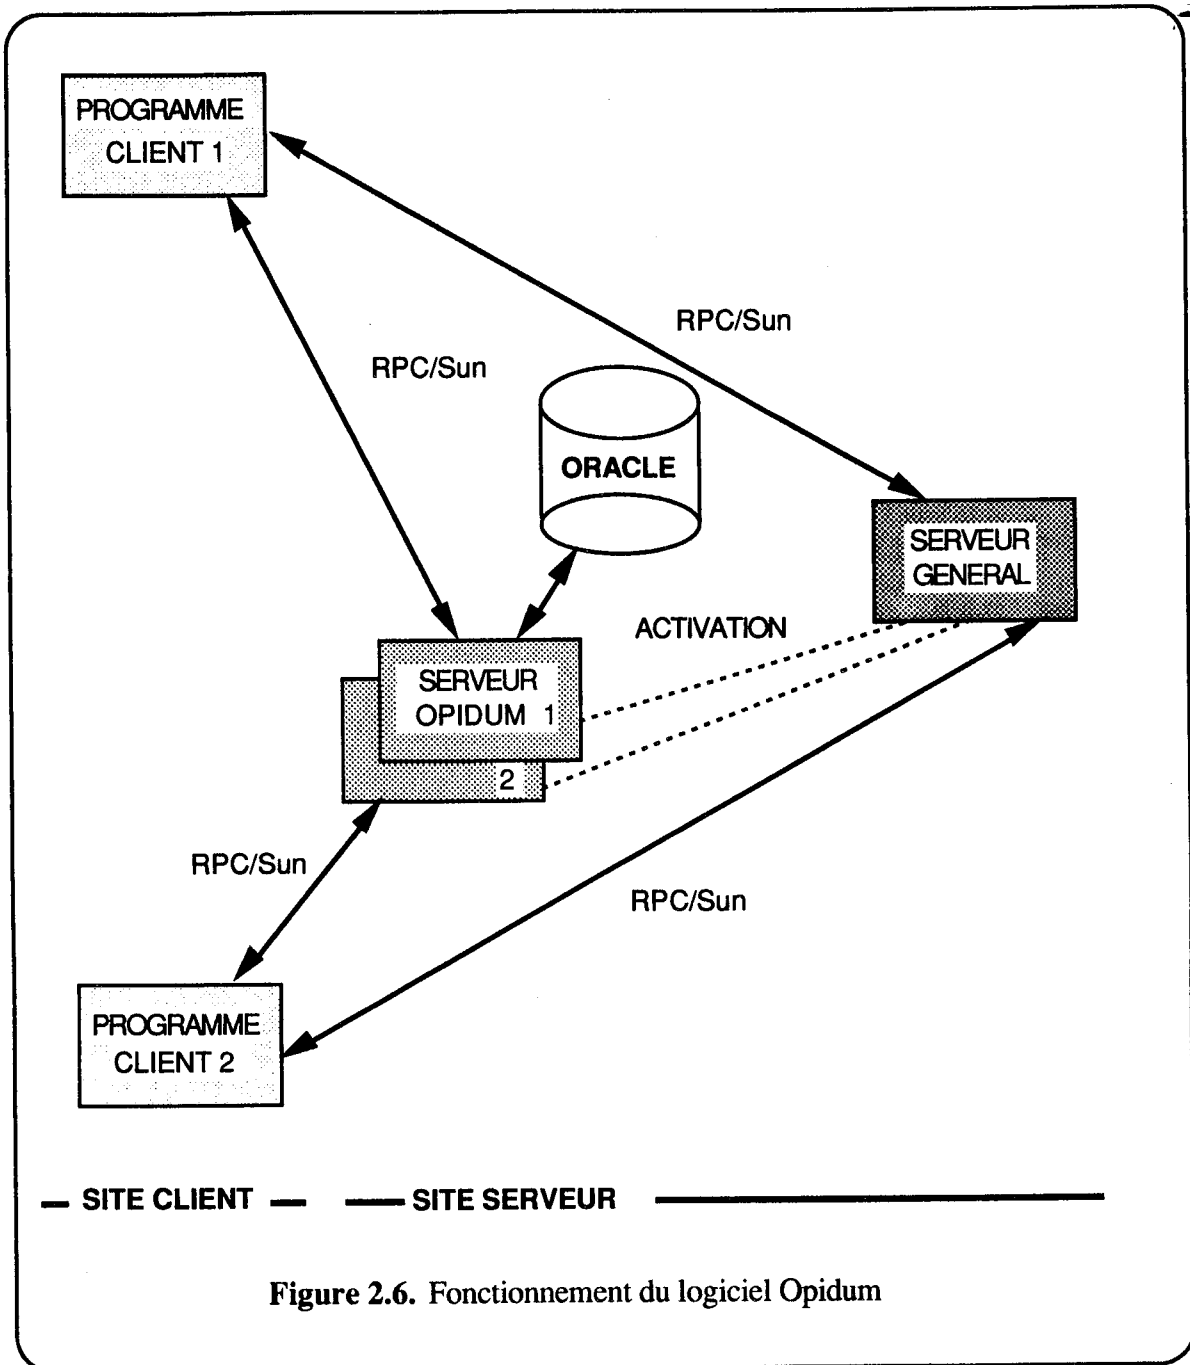 PROGRAMME
CLIENT 1
RPC/Sun
RPC/Sun
ORACLE
SERVEUR
GENERAL
ACTIVATION
SERVEUR
OPIDUM 1
2
RPC/Sun
RPC/Sun
PROGRAMME
CLIENT 2
SITE CLIENT
SITE SERVEUR
Figure 2.6. Fonctionnement du logiciel Opidum